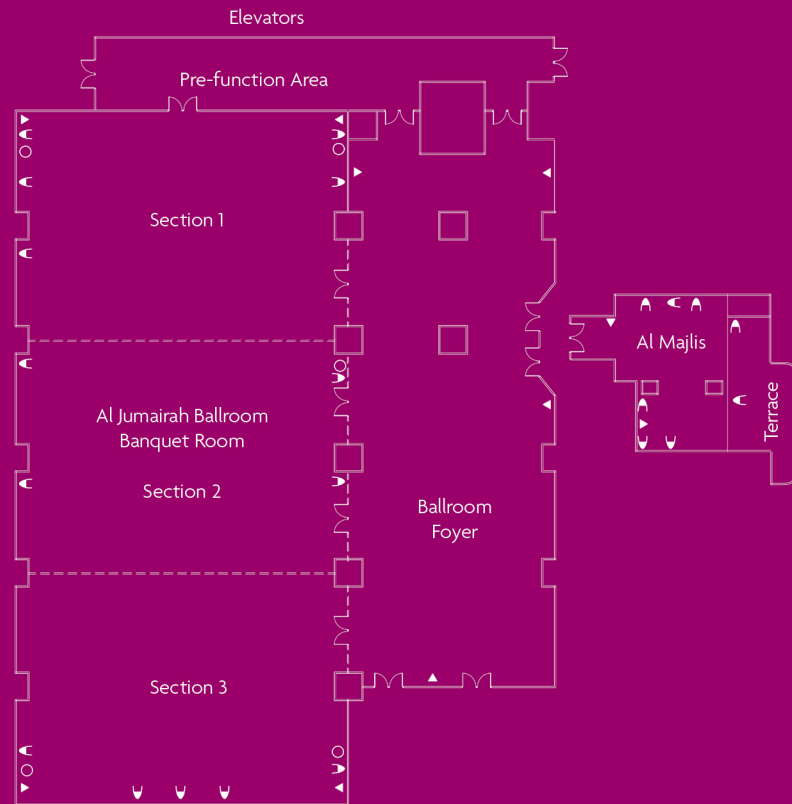 Elevators
Pre-function Area
Section 1
Al Majlis
Terrace
Al Jumairah Ballroom
Banquet Room
Section 2
Ballroom
Foyer
Section 3